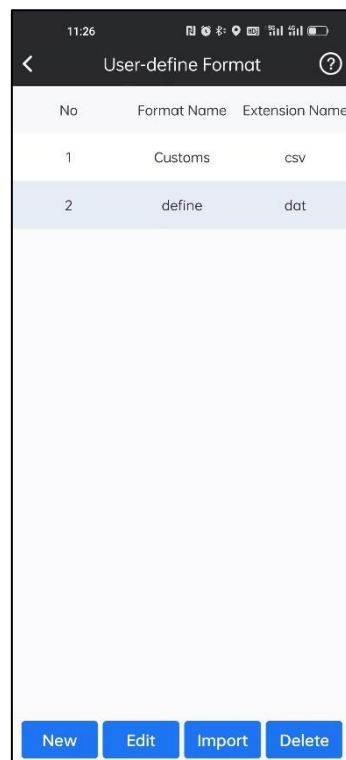 11:26
User-define Format
No Format Name Extension Name
1 Customs csv
2 define dat
New Edit Import Delete